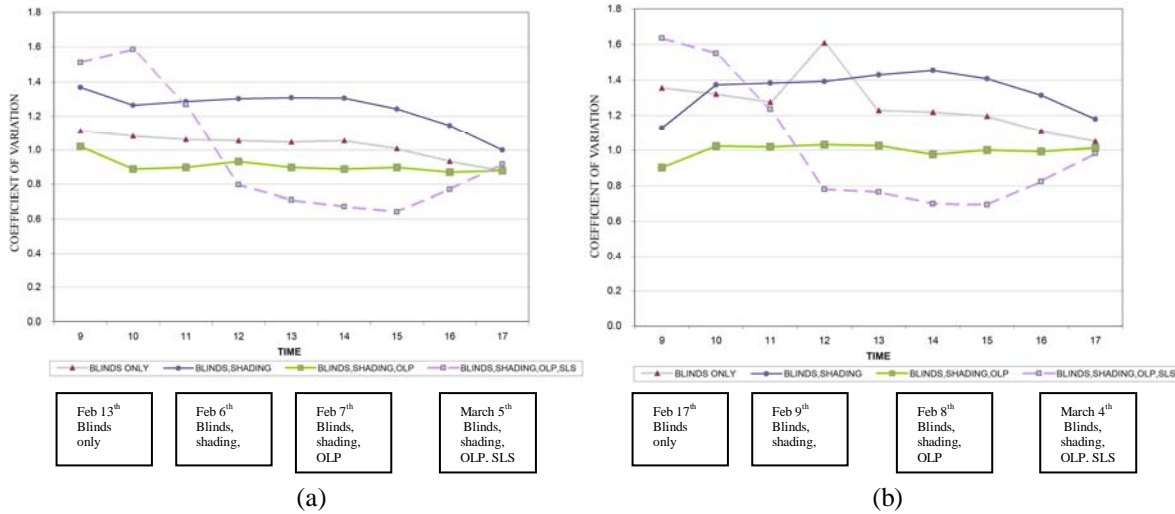 COEFFICIENT OF VARIATION
1.8
1.6
1.4
1.2
1.0
0.8
0.6
0.4
0.2
0.0
9 10 11 12 13 14 15 16 17
TIME
BLINDS ONLY BLINDS,SHADING BLINDS,SHADING,OLP BLINDS,SHADING,OLP,SLS
Feb 13th
Blinds
only
Feb 6th
Blinds,
shading,
Feb 7th
Blinds,
shading,
OLP
March 5th
Blinds,
shading,
OLP. SLS
(a)
COEFFICIENT OF VARIATION
1.8
1.6
1.4
1.2
1.0
0.8
0.6
0.4
0.2
0.0
9 10 11 12 13 14 15 16 17
TIME
BLINDS ONLY BLINDS,SHADING BLINDS,SHADING,OLP BLINDS,SHADING,OLP,SLS
Feb 17th
Blinds
only
Feb 9th
Blinds,
shading,
Feb 8th
Blinds,
shading,
OLP
March 4th
Blinds,
shading,
OLP. SLS
(b)